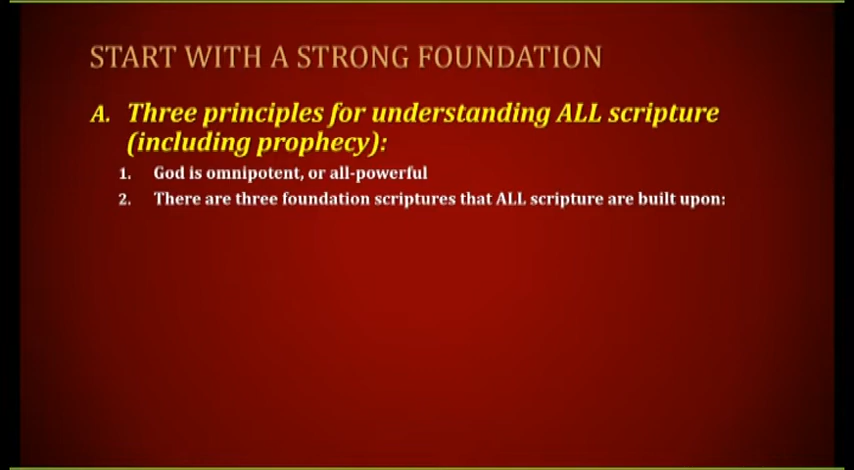 START WITH A STRONG FOUNDATION
A. Three principles for understanding ALL scripture
(including prophecy):
1. God is omnipotent, or all-powerful
2. There are three foundation scriptures that ALL scripture are built upon: